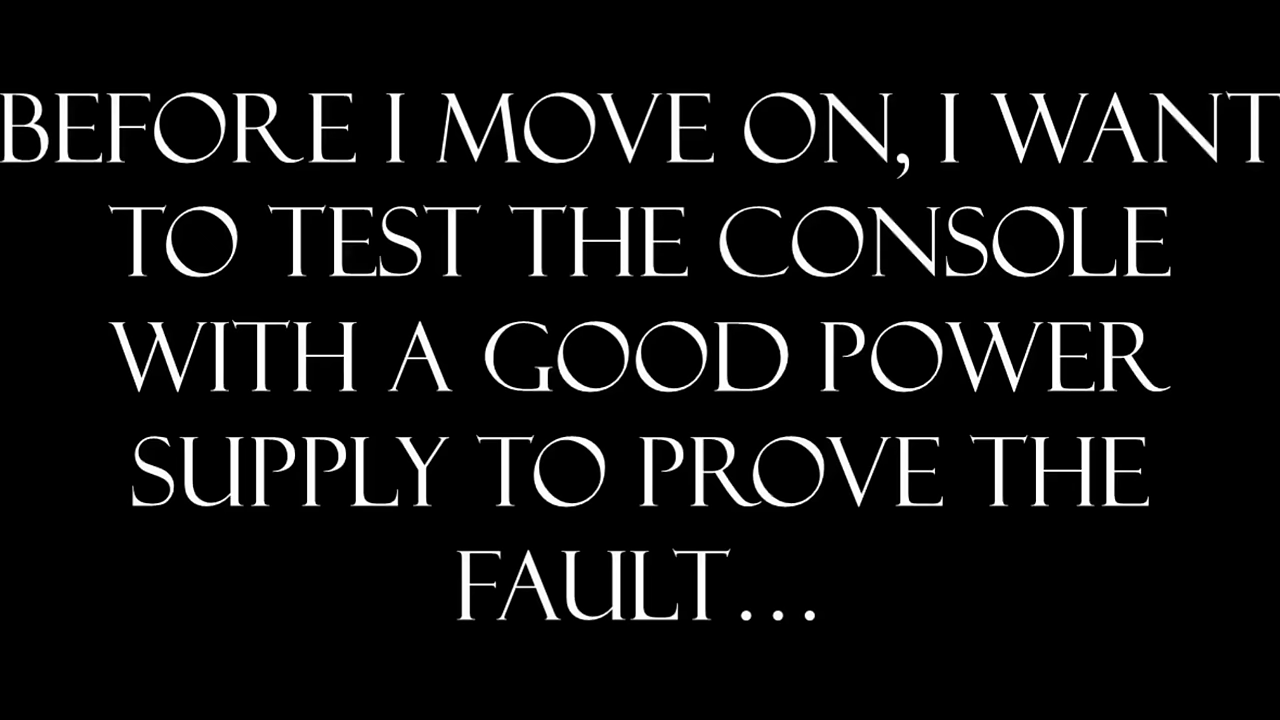 BEFORE I MOVE ON, I WANT
TO TEST THE CONSOLE
WITH A GOOD POWER
SUPPLY TO PROVE THE
FAULT...